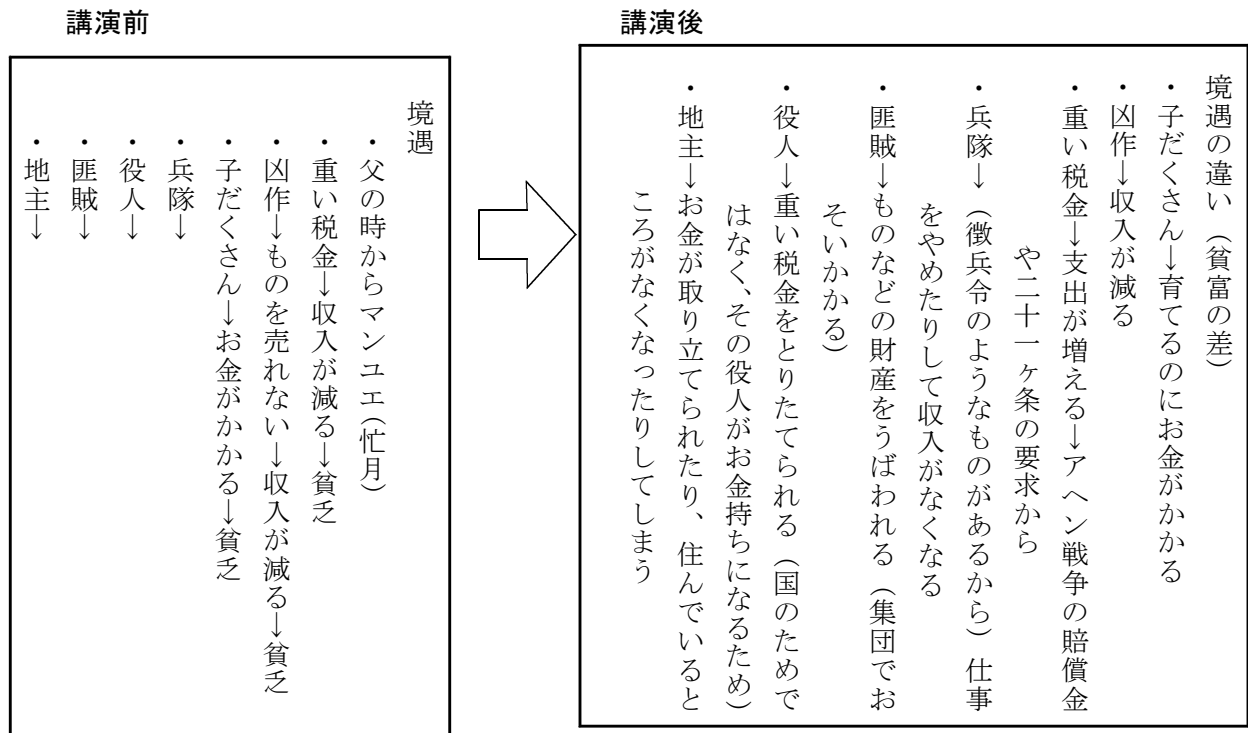 講演前
境遇
・父の時からマンユエ(忙月)
・重い税金→収入が減る→貧乏
・凶作→ものを売れない→収入が減る→貧乏
・子だくさん→お金がかかる→貧乏
・兵隊→
・役人→
・匪賊→
・地主→
講演後
境遇の違い（貧富の差）
・子だくさん→育てるのにお金がかかる
・凶作→収入が減る
・重い税金→支出が増える→アヘン戦争の賠償金
や二十一ヶ条の要求から
・兵隊→（徴兵令のようなものがあるから）仕事
をやめたりして収入がなくなる
・匪賊→ものなどの財産をうばわれる（集団でお
そいかかる）
・役人→重い税金をとりたてられる（国のためで
はなく、その役人がお金持ちになるため）
・地主→お金が取り立てられたり、住んでいると
ころがなくなったりしてしまう